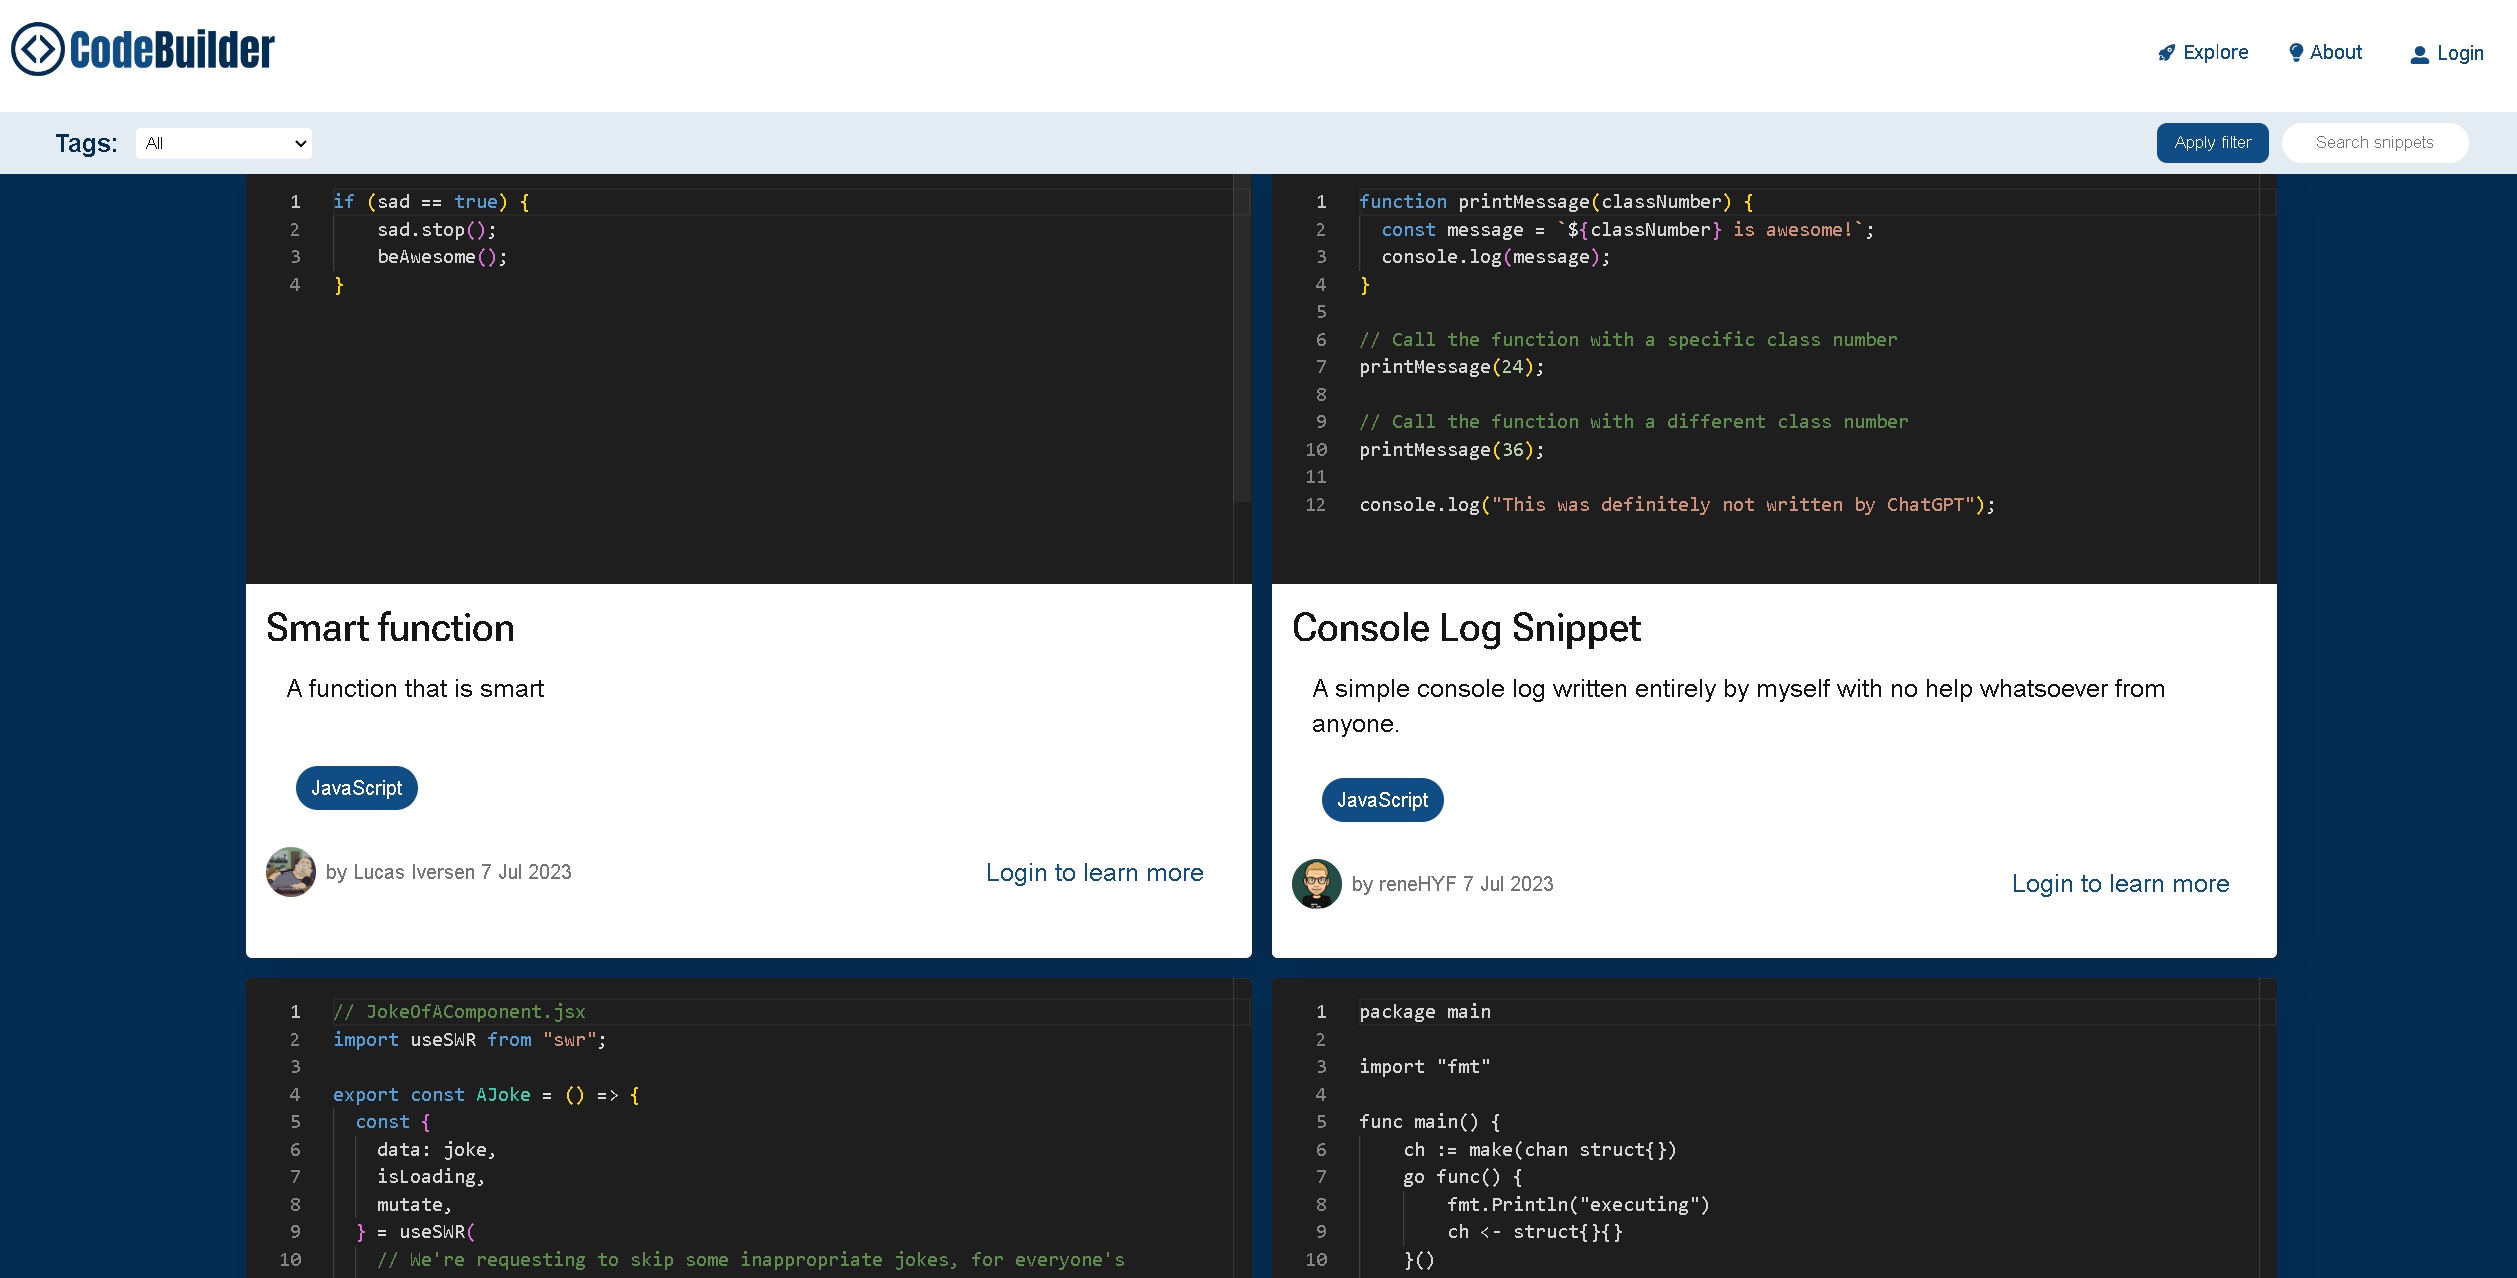 CodeBuilder
Explore
About
Login
Tags:
All
Apply filter
Search snippets
1 if (sad == true) {
2     sad.stop();
3     beAwesome();
4 }
Smart function
A function that is smart
JavaScript
by Lucas Iversen 7 Jul 2023
Login to learn more
1 function printMessage(classNumber) {
2   const message = `${classNumber} is awesome!`;
3   console.log(message);
4 }
5
6 // Call the function with a specific class number
7 printMessage(24);
8
9 // Call the function with a different class number
10 printMessage(36);
11
12 console.log("This was definitely not written by ChatGPT");
Console Log Snippet
A simple console log written entirely by myself with no help whatsoever from
anyone.
JavaScript
by reneHYF 7 Jul 2023
Login to learn more
1 // JokeOfAComponent.jsx
2 import useSWR from "swr";
3
4 export const AJoke = () => {
5   const {
6     data: joke,
7     isLoading,
8     mutate,
9   } = useSWR(
10     // We're requesting to skip some inappropriate jokes, for everyone's
1 package main
2
3 import "fmt"
4
5 func main() {
6     ch := make(chan struct{})
7     go func() {
8         fmt.Println("executing")
9         ch <- struct{}{}
10     }()